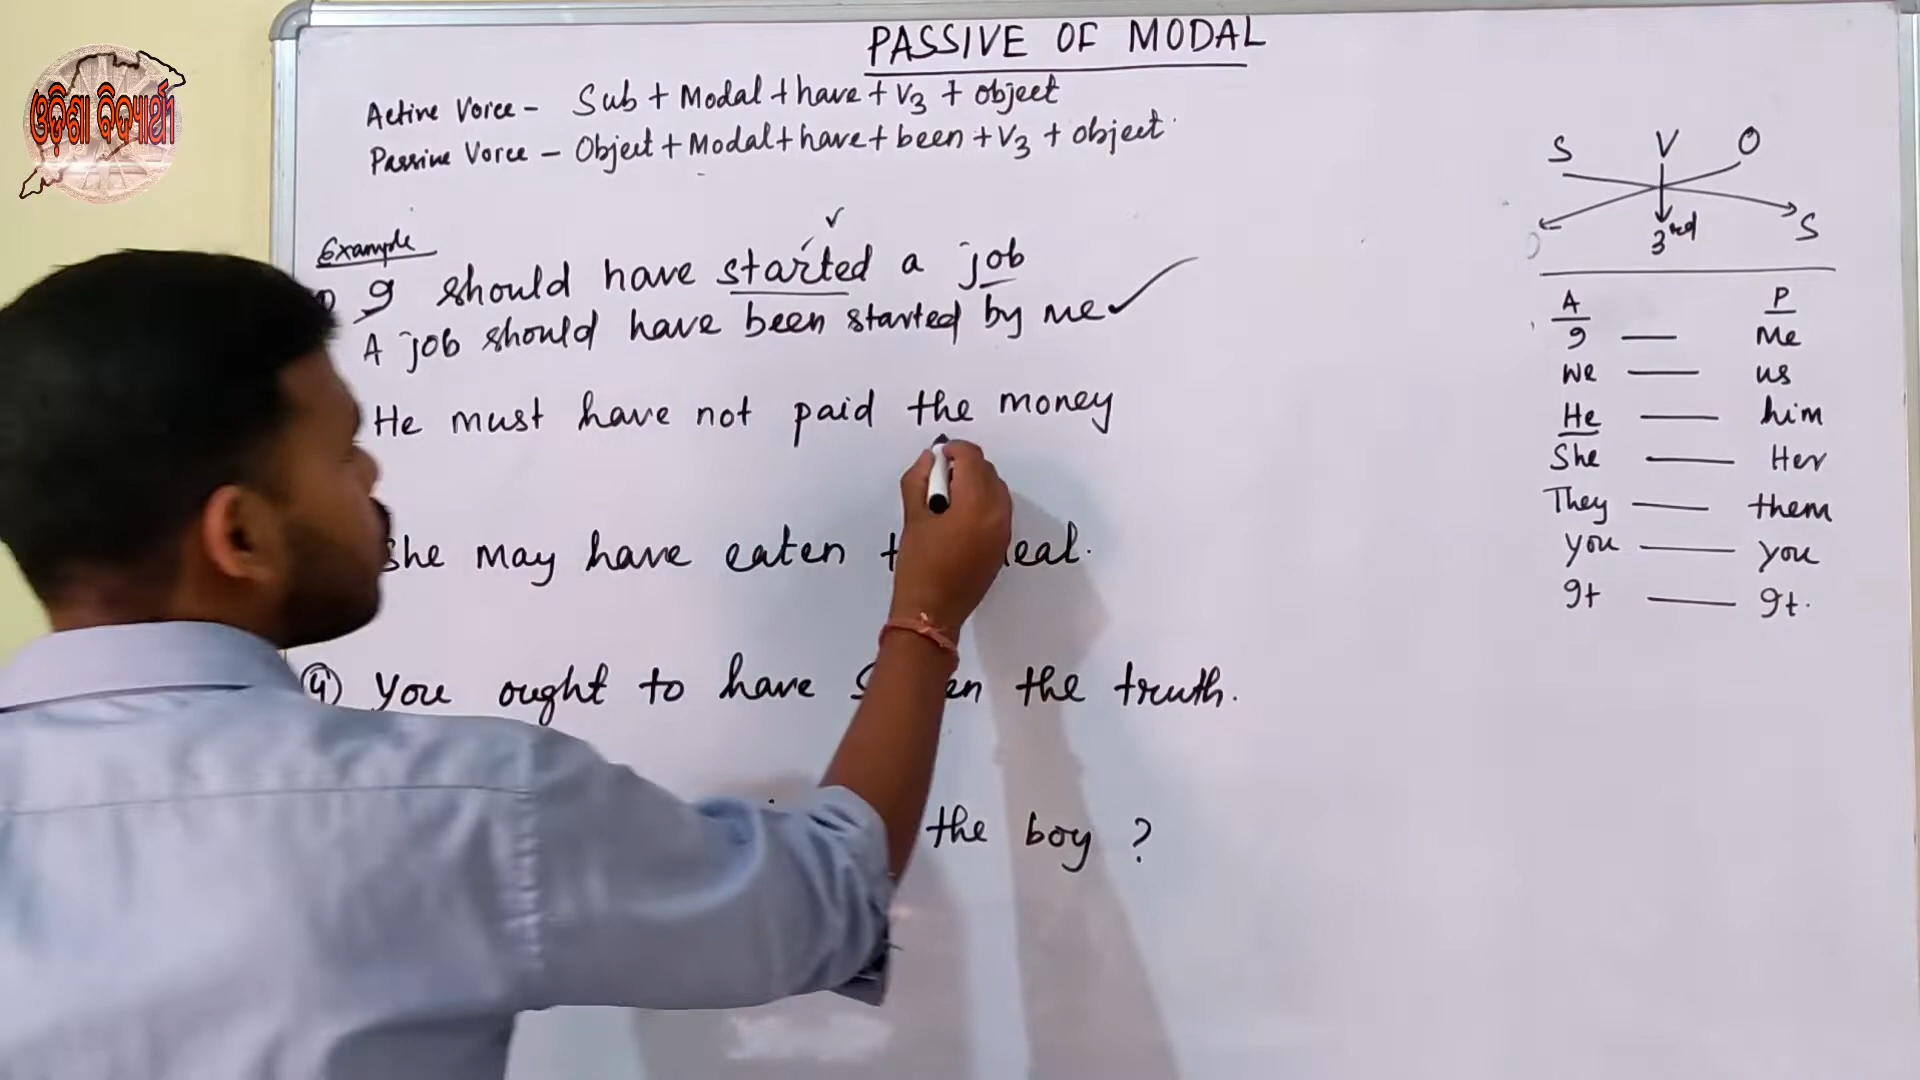 ଓଡ଼ିଶା ବିଦ୍ୟାର୍ଥୀ
PASSIVE OF MODAL
Active Voice - Sub + Modal + have + V3 + object
Passive Voice - Object + Modal + have + been + V3 + object
Example
I should have started a job
A job should have been started by me
He must have not paid the money
She may have eaten
④ you ought to have the truth.
the boy ?
S V O
3rd S
A P
I — Me
we — us
He — him
She — Her
They — them
you — you
It — It.